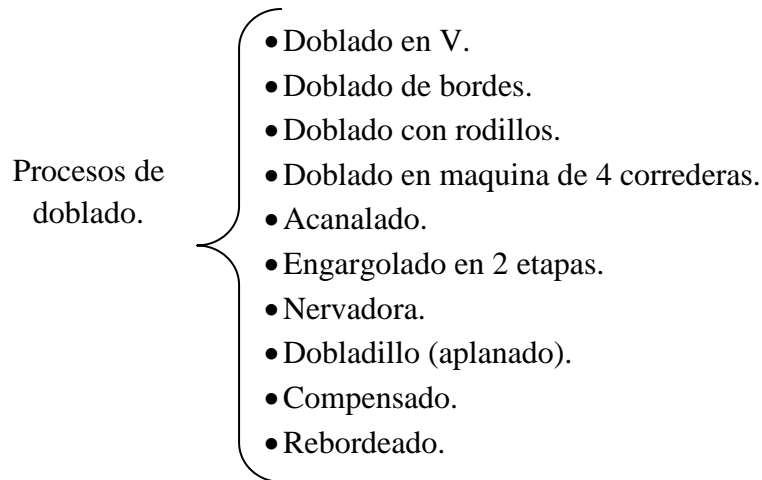 Procesos de
doblado.
•Doblado en V.
•Doblado de bordes.
•Doblado con rodillos.
•Doblado en maquina de 4 correderas.
•Acanalado.
•Engargolado en 2 etapas.
•Nervadora.
•Dobladillo (aplanado).
•Compensado.
•Rebordeado.